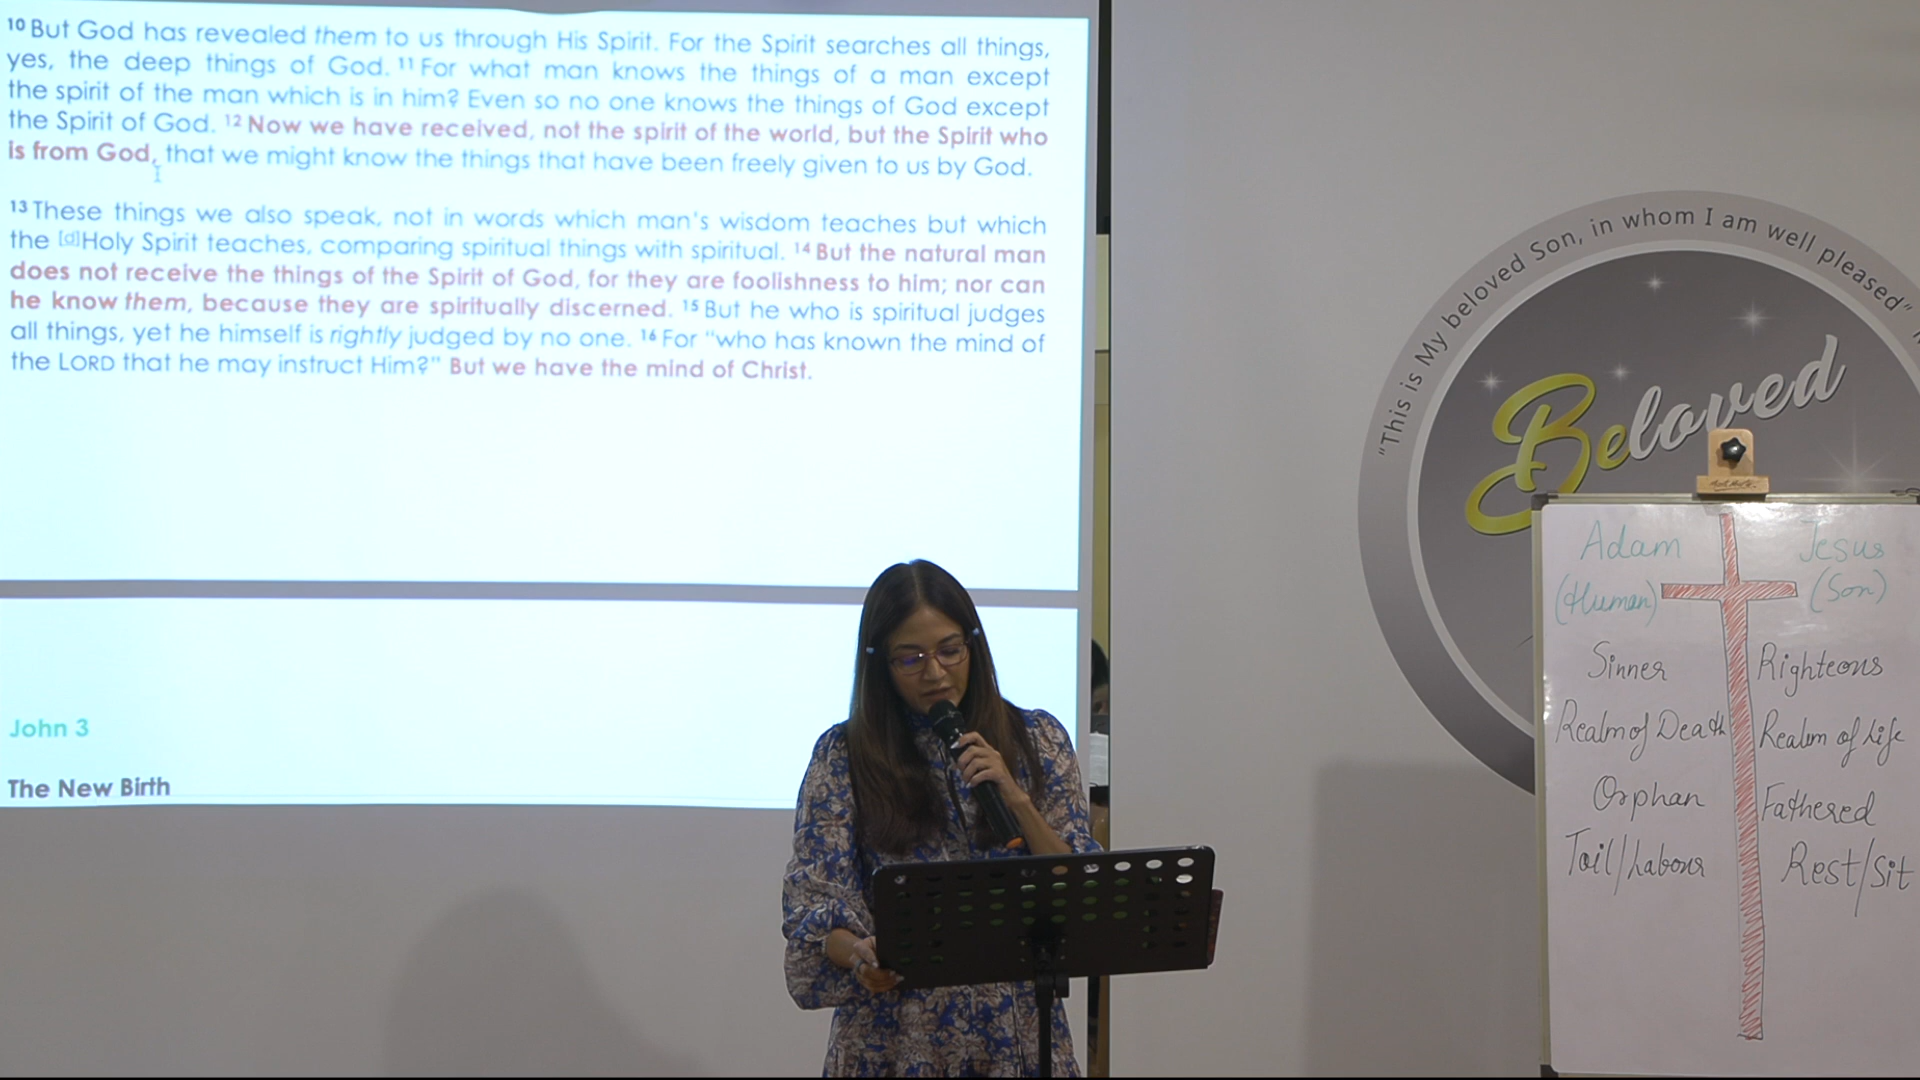 10 But God has revealed them to us through His Spirit. For the Spirit searches all things,
yes, the deep things of God. 11 For what man knows the things of a man except
the spirit of the man which is in him? Even so no one knows the things of God except
the Spirit of God. 12 Now we have received, not the spirit of the world, but the Spirit who
is from God, that we might know the things that have been freely given to us by God.
13 These things we also speak, not in words which man's wisdom teaches but which
the [d]Holy Spirit teaches, comparing spiritual things with spiritual. 14 But the natural man
does not receive the things of the Spirit of God, for they are foolishness to him; nor can
he know them, because they are spiritually discerned. 15 But he who is spiritual judges
all things, yet he himself is rightly judged by no one. 16 For "who has known the mind of
the LORD that he may instruct Him?" But we have the mind of Christ.
John 3
The New Birth
"This is My beloved Son, in whom I am well pleased"
Beloved
Adam
Jesus
(Human)
(Son)
Sinner
Righteous
Realm of Death
Realm of Life
Orphan
Fathered
Toil/Labour
Rest/Sit